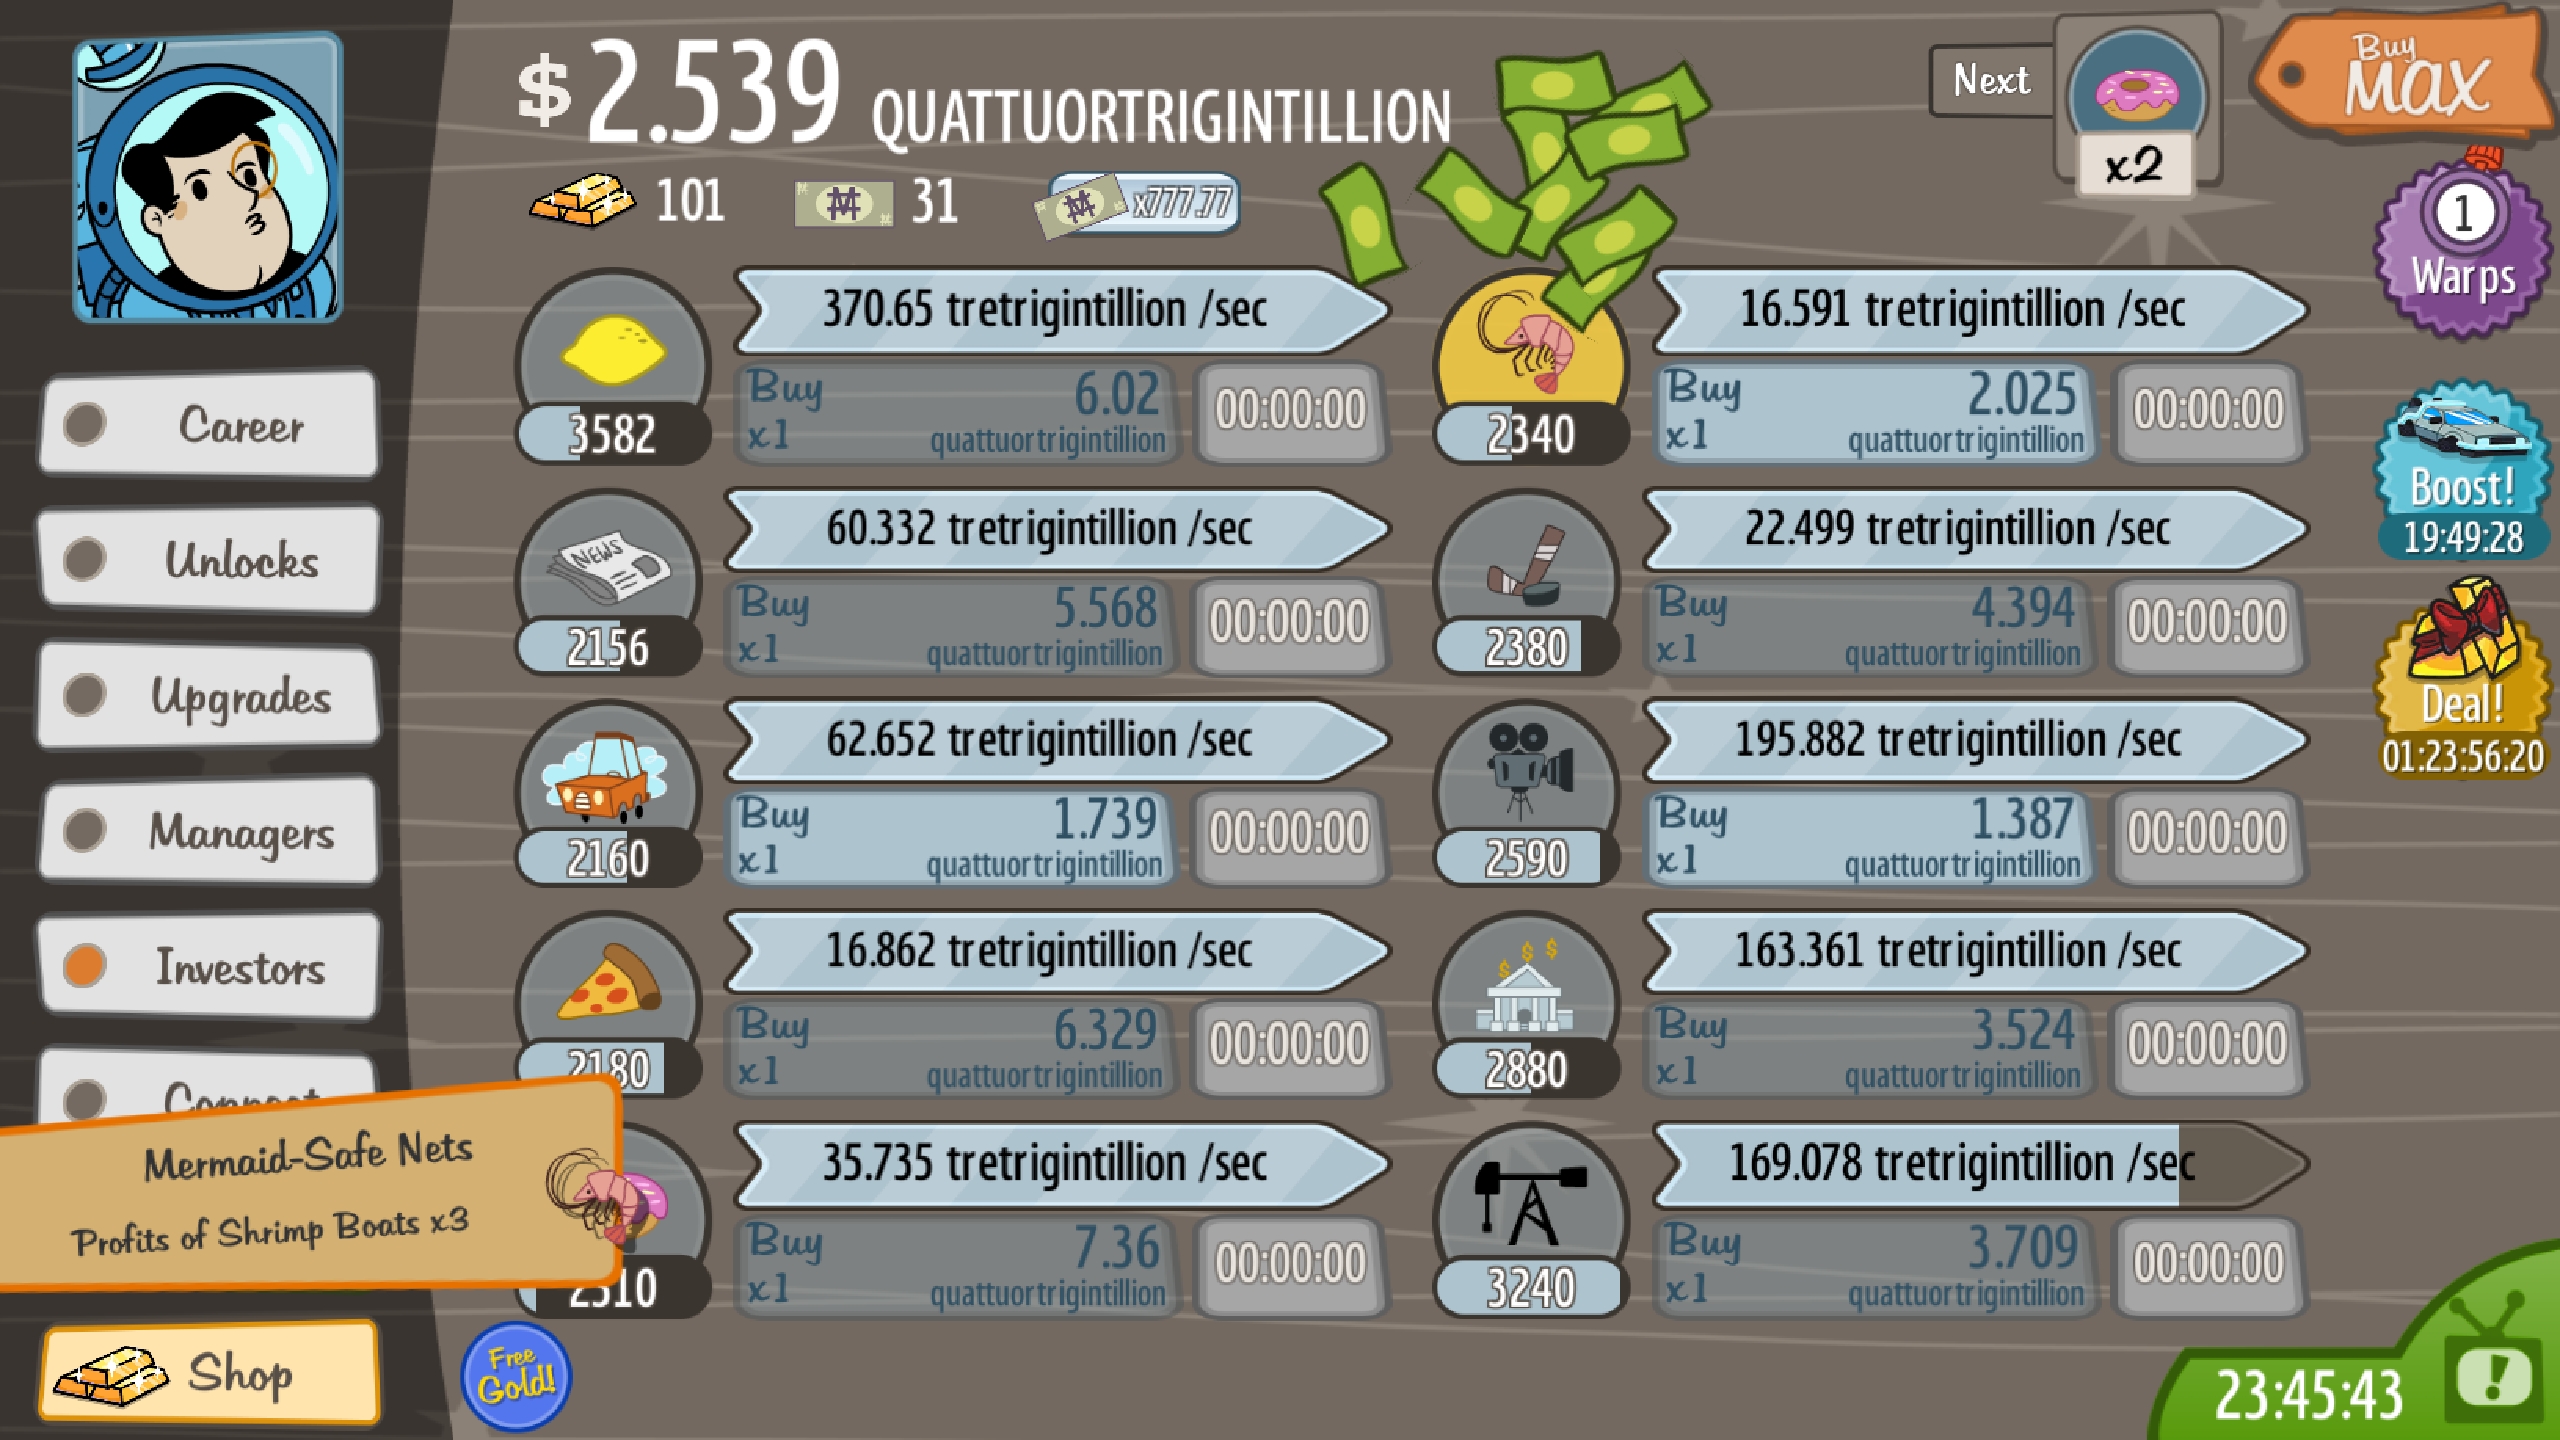 $2.539 QUATTUORTRIGINTILLION
Next
x2
Buy
MAX
101
31
x777.77
1
Warps
Career
Unlocks
Upgrades
Managers
Investors
Connect
Mermaid-Safe Nets
Profits of Shrimp Boats x3
Shop
Free
Gold!
370.65 tretrigintillion /sec
3582
Buy
x1
6.02
quattuortrigintillion
00:00:00
16.591 tretrigintillion /sec
2340
Buy
x1
2.025
quattuortrigintillion
00:00:00
NEWS
60.332 tretrigintillion /sec
2156
Buy
x1
5.568
quattuortrigintillion
00:00:00
22.499 tretrigintillion /sec
2380
Buy
x1
4.394
quattuortrigintillion
00:00:00
62.652 tretrigintillion /sec
2160
Buy
x1
1.739
quattuortrigintillion
00:00:00
195.882 tretrigintillion /sec
2590
Buy
x1
1.387
quattuortrigintillion
00:00:00
16.862 tretrigintillion /sec
2180
Buy
x1
6.329
quattuortrigintillion
00:00:00
163.361 tretrigintillion /sec
2880
Buy
x1
3.524
quattuortrigintillion
00:00:00
35.735 tretrigintillion /sec
2310
Buy
x1
7.36
quattuortrigintillion
00:00:00
169.078 tretrigintillion /sec
3240
Buy
x1
3.709
quattuortrigintillion
00:00:00
Boost!
19:49:28
Deal!
01:23:56:20
23:45:43